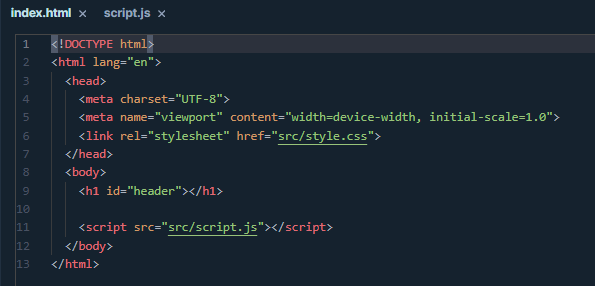 index.html × script.js ×
1 <!DOCTYPE html>
2 <html lang="en">
3   <head>
4     <meta charset="UTF-8">
5     <meta name="viewport" content="width=device-width, initial-scale=1.0">
6     <link rel="stylesheet" href="src/style.css">
7   </head>
8   <body>
9     <h1 id="header"></h1>
10
11     <script src="src/script.js"></script>
12   </body>
13 </html>